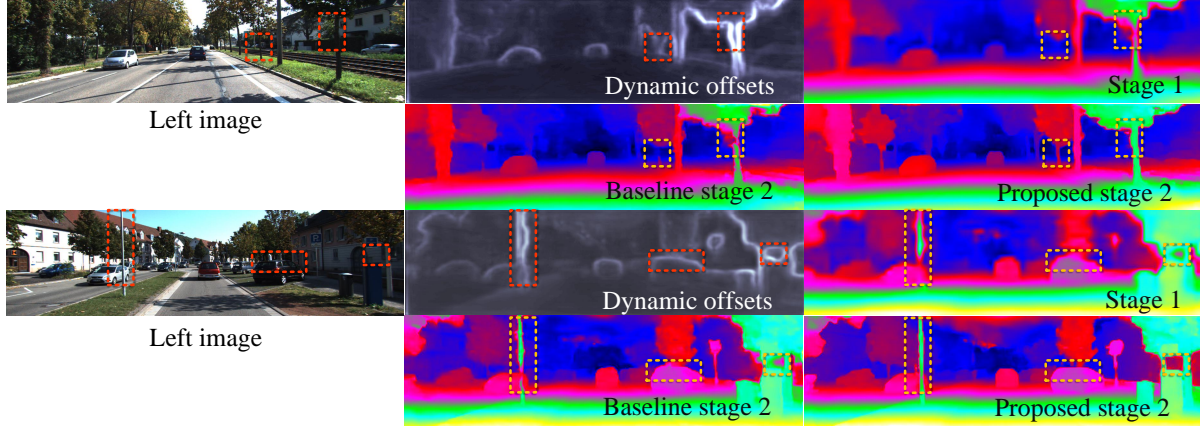 Dynamic offsets
Stage 1
Left image
Baseline stage 2
Proposed stage 2
Dynamic offsets
Stage 1
Left image
Baseline stage 2
Proposed stage 2